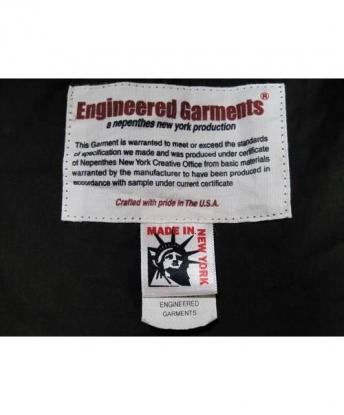 Engineered Garments®
a nepenthes new york production
This Garment is warranted to meet or exceed the standards
of specification we made and was produced under certificate
of Nepenthes New York Creative Office from basic materials
warranted by the manufacturer to have been produced in
accordance with sample under current certificate
Crafted with pride in The U.S.A.
MADE IN
NEW YORK
ENGINEERED
GARMENTS